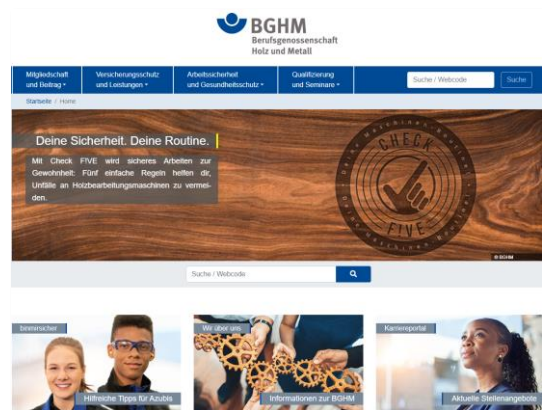 BGHM
Berufsgenossenschaft
Holz und Metall
Mitgliedschaft
und Beitrag
Versicherungsschutz
und Leistungen
Arbeitssicherheit
und Gesundheitsschutz
Qualifizierung
und Seminare
Suche / Webcode
Suche
Startseite / Home
Deine Sicherheit. Deine Routine.
Mit Check F!VE wird sicheres Arbeiten zur
Gewohnheit: Fünf einfache Regeln helfen dir,
Unfälle an Holzbearbeitungsmaschinen zu vermei-
den.
CHECK
FIVE
© BGHM
Suche / Webcode
binmirsicher
Hilfreiche Tipps für Azubis
Wir über uns
Informationen zur BGHM
Karriereportal
Aktuelle Stellenangebote